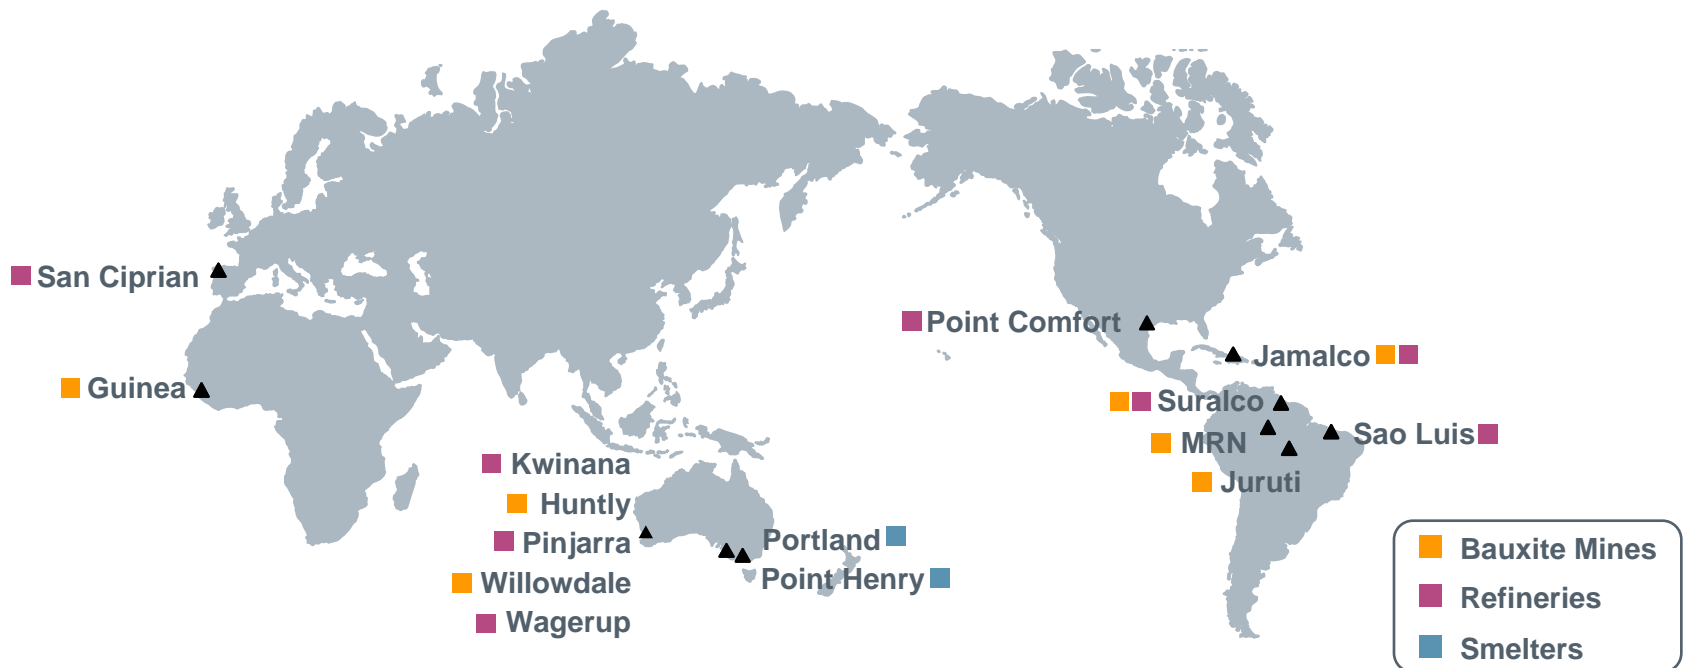 San Ciprian
Guinea
Kwinana
Huntly
Pinjarra
Willowdale
Wagerup
Portland
Point Henry
Point Comfort
Jamalco
Suralco
MRN
Juruti
Sao Luis
Bauxite Mines
Refineries
Smelters